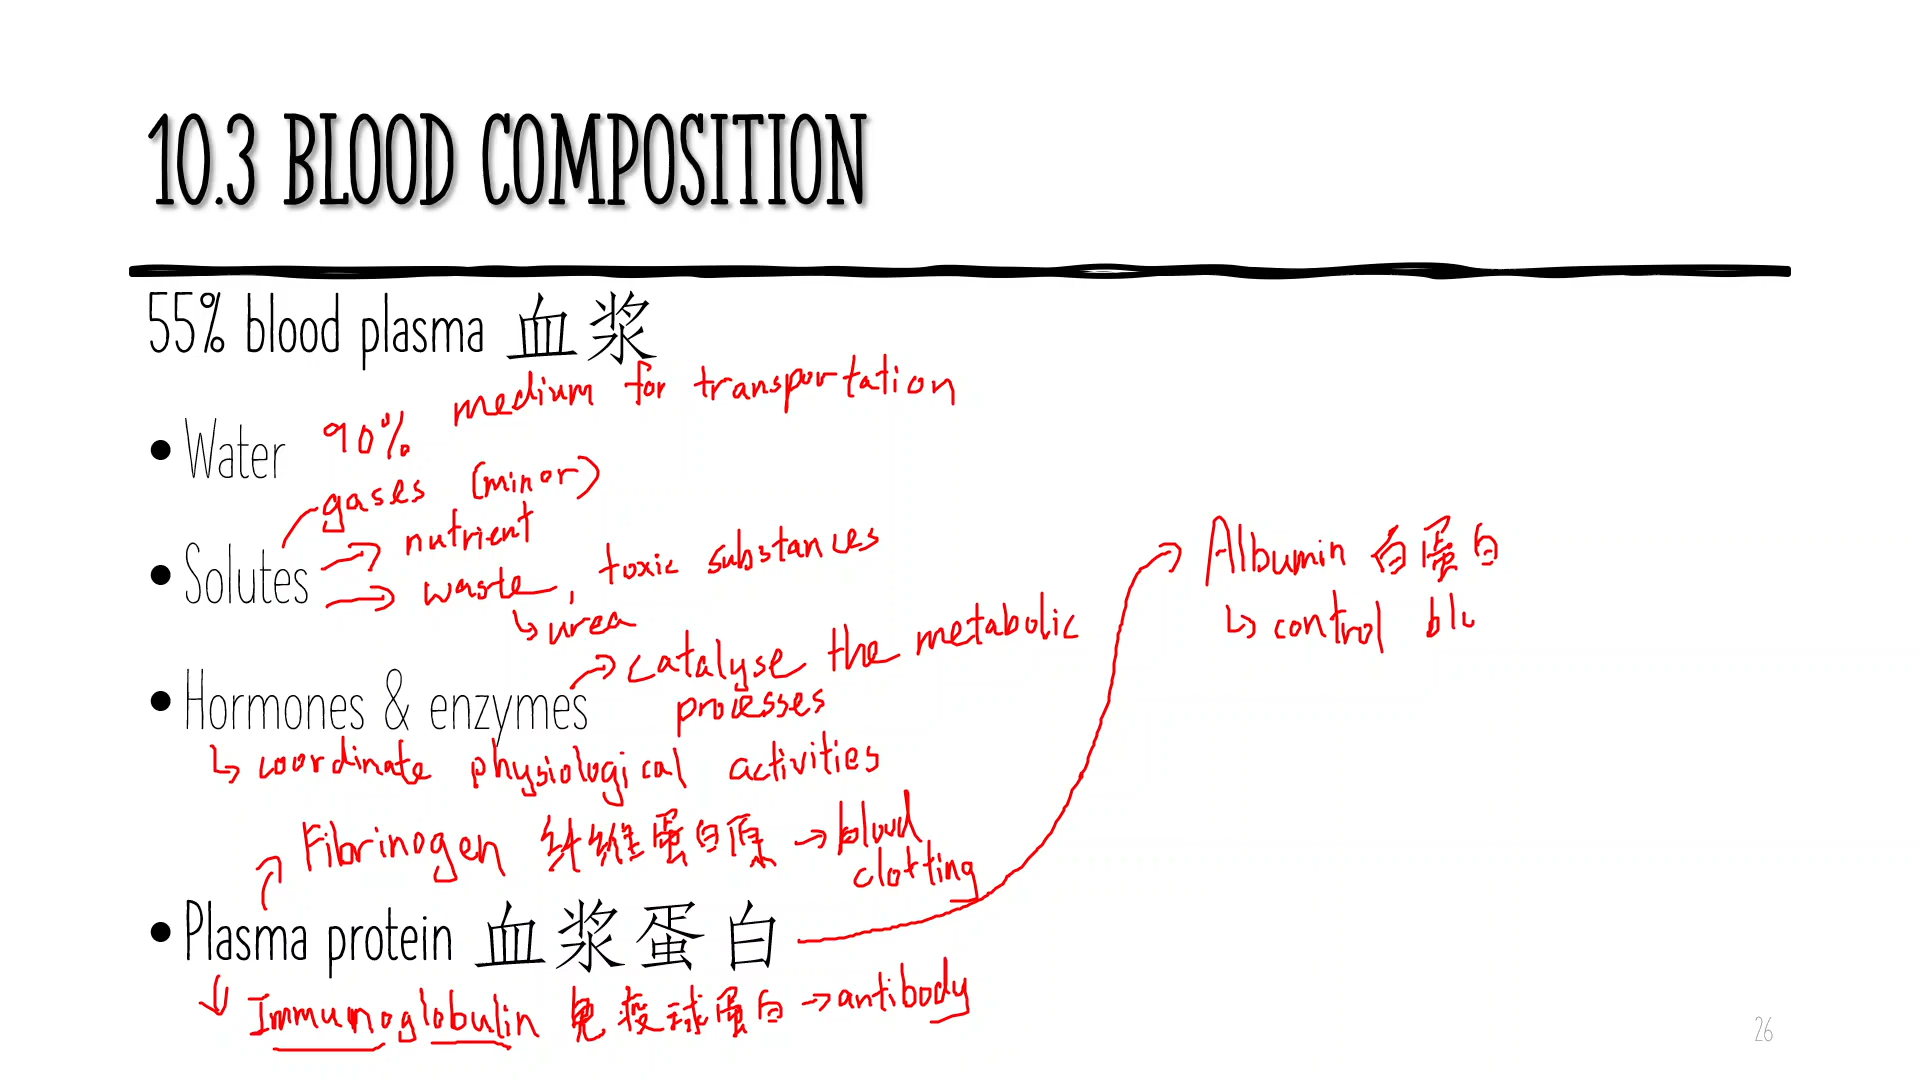 10.3 BLOOD COMPOSITION
55% blood plasma 血浆
medium for transportation
• Water 90%
gases (minor)
nutrient
• Solutes
waste, toxic substances
urea
catalyse the metabolic
processes
• Hormones & enzymes
coordinate physiological activities
Fibrinogen 纤维蛋白原 → blood
clotting
• Plasma protein 血浆蛋白
Immunoglobulin 免疫球蛋白 → antibody
Albumin 白蛋白
control blo
26